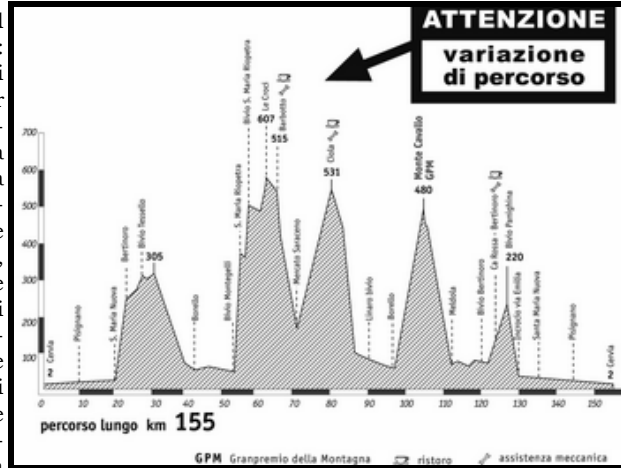 ATTENZIONE
variazione
di percorso
700
600
500
400
300
200
100
2 Cervia
Pisignano
S. Maria Nuova
Bertinoro
Bivio Tessello
305
Borello
Bivio Montegelli
S. Maria Riopetra
Bivio S. Maria Riopetra
Le Croci
607
515
Barbotto
Mercato Saraceno
Ciola
531
Linaro bivio
Borello
Monte Cavallo
GPM
480
Meldola
Bivio Bertinoro
Ca Rossa - Bertinoro
Bivio Panighina
220
Incrocio via Emilia
Santa Maria Nuova
Pisignano
2 Cervia
0 10 20 30 40 50 60 70 80 90 100 110 120 130 140 150
percorso lungo km 155
GPM Granpremio della Montagna ristoro assistenza meccanica